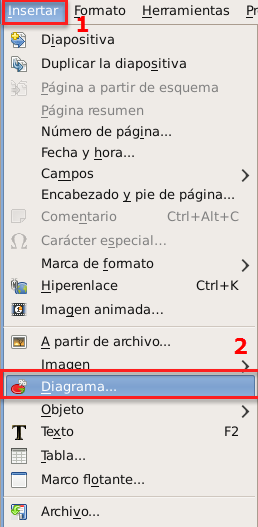 Insertar Formato Herramientas
1
Diapositiva
Duplicar la diapositiva
Página a partir de esquema
Página resumen
Número de página...
Fecha y hora...
Campos
Encabezado y pie de página...
Comentario Ctrl+Alt+C
Carácter especial...
Marca de formato
Hiperenlace Ctrl+K
Imagen animada...
A partir de archivo...
2
Imagen
Diagrama...
Objeto
Texto F2
Tabla...
Marco flotante...
Archivo...